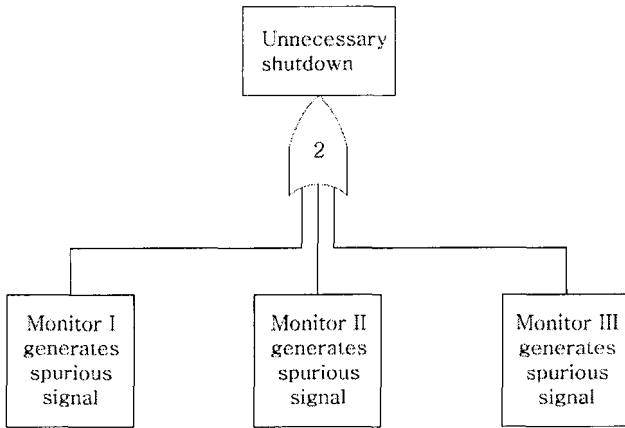 Unnecessary
shutdown
2
Monitor I
generates
spurious
signal
Monitor II
generates
spurious
signal
Monitor III
generates
spurious
signal